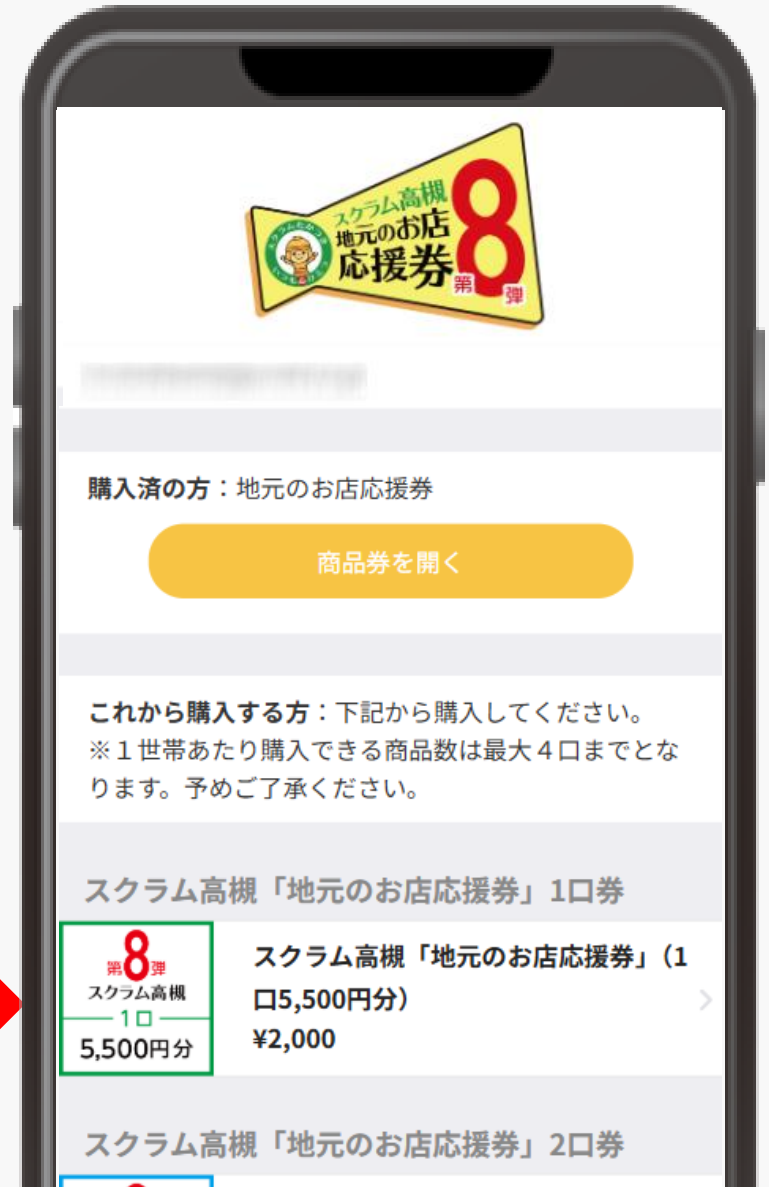 スクラム高槻
地元のお店
応援券
第8弾
購入済の方：地元のお店応援券
商品券を開く
これから購入する方：下記から購入してください。
※１世帯あたり購入できる商品数は最大４口までとな
ります。予めご了承ください。
スクラム高槻「地元のお店応援券」1口券
第8弾
スクラム高槻
1口
5,500円分
スクラム高槻「地元のお店応援券」（1
口5,500円分）
¥2,000
スクラム高槻「地元のお店応援券」2口券